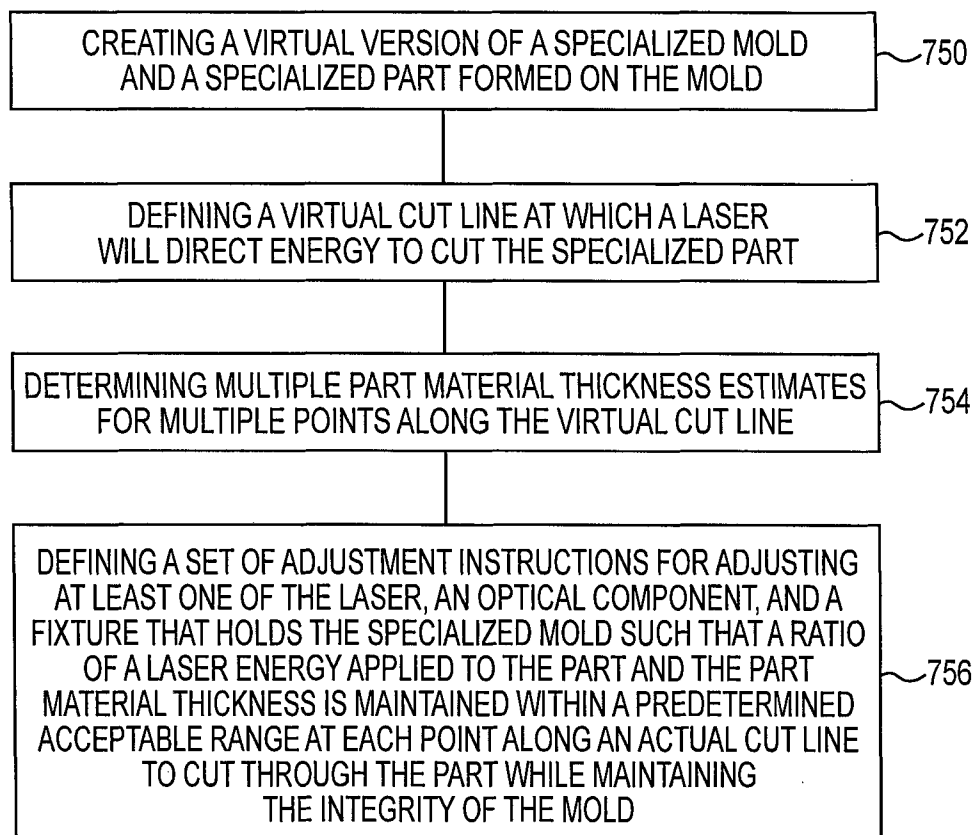 CREATING A VIRTUAL VERSION OF A SPECIALIZED MOLD
AND A SPECIALIZED PART FORMED ON THE MOLD
750
DEFINING A VIRTUAL CUT LINE AT WHICH A LASER
WILL DIRECT ENERGY TO CUT THE SPECIALIZED PART
752
DETERMINING MULTIPLE PART MATERIAL THICKNESS ESTIMATES
FOR MULTIPLE POINTS ALONG THE VIRTUAL CUT LINE
754
DEFINING A SET OF ADJUSTMENT INSTRUCTIONS FOR ADJUSTING
AT LEAST ONE OF THE LASER, AN OPTICAL COMPONENT, AND A
FIXTURE THAT HOLDS THE SPECIALIZED MOLD SUCH THAT A RATIO
OF A LASER ENERGY APPLIED TO THE PART AND THE PART
MATERIAL THICKNESS IS MAINTAINED WITHIN A PREDETERMINED
ACCEPTABLE RANGE AT EACH POINT ALONG AN ACTUAL CUT LINE
TO CUT THROUGH THE PART WHILE MAINTAINING
THE INTEGRITY OF THE MOLD
756